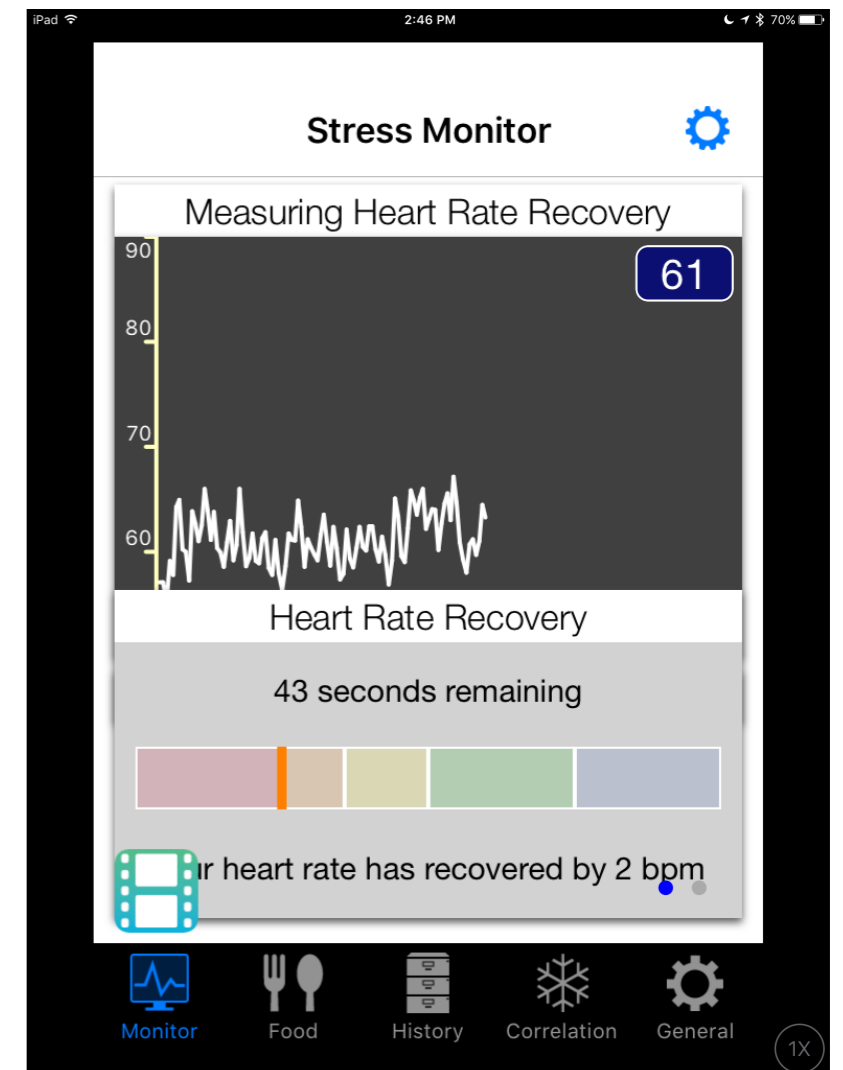 iPad 2:46 PM 70%
Stress Monitor
Measuring Heart Rate Recovery
90
61
80
70
60
Heart Rate Recovery
43 seconds remaining
r heart rate has recovered by 2 bpm
Monitor Food History Correlation General
1X